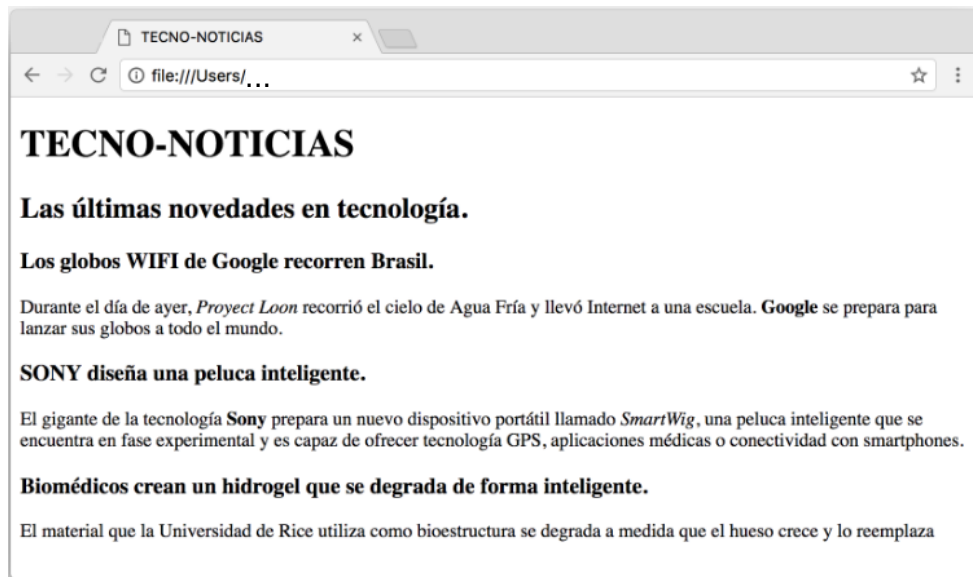 TECNO-NOTICIAS
file:///Users/...
TECNO-NOTICIAS
Las últimas novedades en tecnología.
Los globos WIFI de Google recorren Brasil.
Durante el día de ayer, Proyect Loon recorrió el cielo de Agua Fría y llevó Internet a una escuela. Google se prepara para
lanzar sus globos a todo el mundo.
SONY diseña una peluca inteligente.
El gigante de la tecnología Sony prepara un nuevo dispositivo portátil llamado SmartWig, una peluca inteligente que se
encuentra en fase experimental y es capaz de ofrecer tecnología GPS, aplicaciones médicas o conectividad con smartphones.
Biomédicos crean un hidrogel que se degrada de forma inteligente.
El material que la Universidad de Rice utiliza como bioestructura se degrada a medida que el hueso crece y lo reemplaza